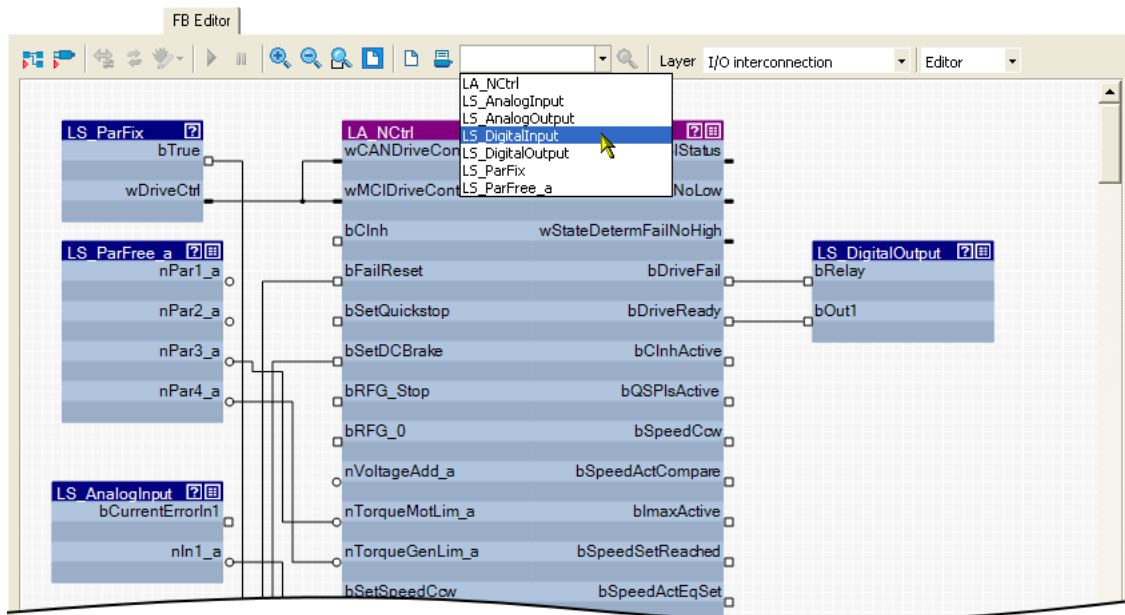 FB Editor
Layer I/O interconnection Editor
LA_NCtrl
LS_AnalogInput
LS_AnalogOutput
LS_DigitalInput
LS_DigitalOutput
LS_ParFix
LS_ParFree_a
LS_ParFix
bTrue
wDriveCtrl
LS_ParFree_a
nPar1_a
nPar2_a
nPar3_a
nPar4_a
LS_AnalogInput
bCurrentErrorIn1
nIn1_a
LA_NCtrl
wCANDriveCon
lStatus
wMCIDriveCont
NoLow
bCInh
wStateDetermFailNoHigh
bFailReset
bDriveFail
bSetQuickstop
bDriveReady
bSetDCBrake
bCInhActive
bRFG_Stop
bQSPIsActive
bRFG_0
bSpeedCcw
nVoltageAdd_a
bSpeedActCompare
nTorqueMotLim_a
bImaxActive
nTorqueGenLim_a
bSpeedSetReached
bSetSpeedCcw
bSpeedActEqSet
LS_DigitalOutput
bRelay
bOut1